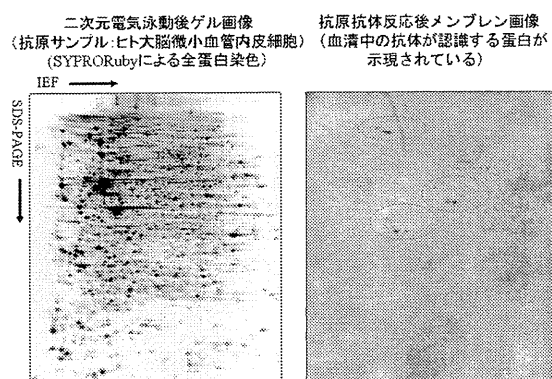 二次元電気泳動後ゲル画像
(抗原サンプル:ヒト大脳微小血管内皮細胞)
(SYPRORubyによる全蛋白染色)
IEF
SDS-PAGE
抗原抗体反応後メンブレン画像
(血清中の抗体が認識する蛋白が
示現されている)